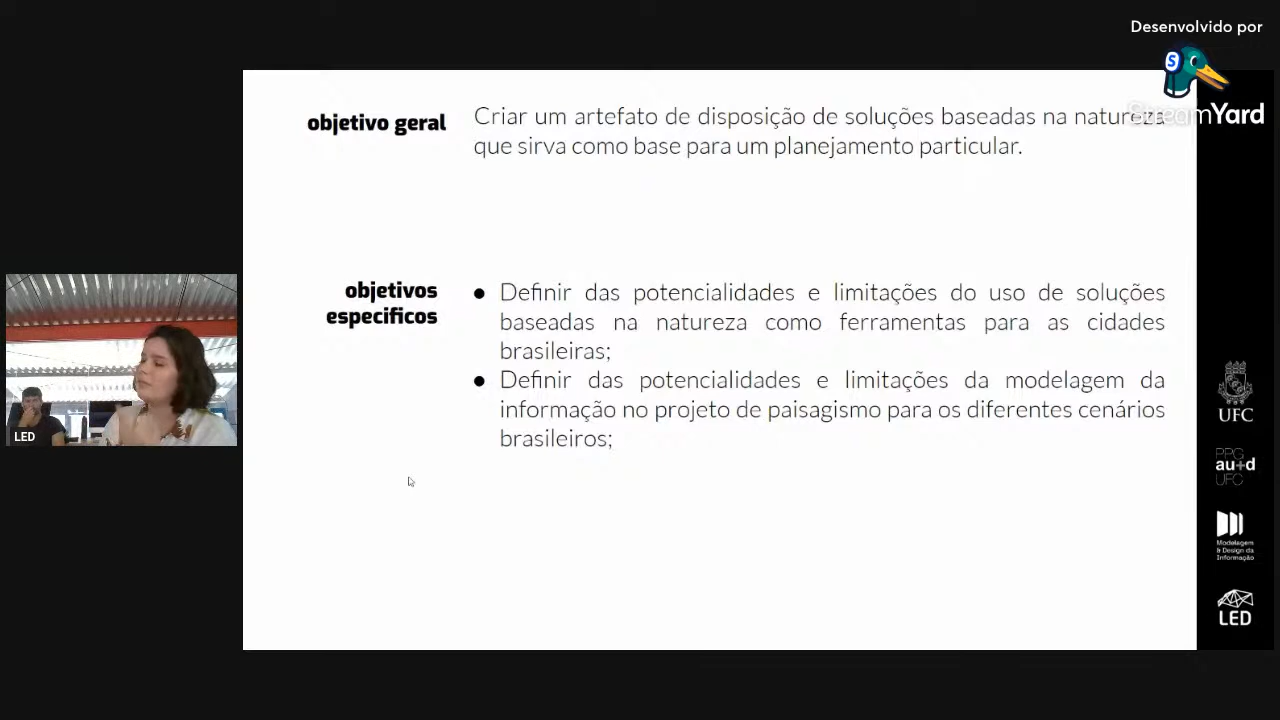 Desenvolvido por
S
StreamYard
objetivo geral
Criar um artefato de disposição de soluções baseadas na natureza
que sirva como base para um planejamento particular.
objetivos
especificos
● Definir das potencialidades e limitações do uso de soluções
baseadas na natureza como ferramentas para as cidades
brasileiras;
● Definir das potencialidades e limitações da modelagem da
informação no projeto de paisagismo para os diferentes cenários
brasileiros;
LED
UFC
PPG
au+d
UFC
Modelagem
& Design da
Informação
LED